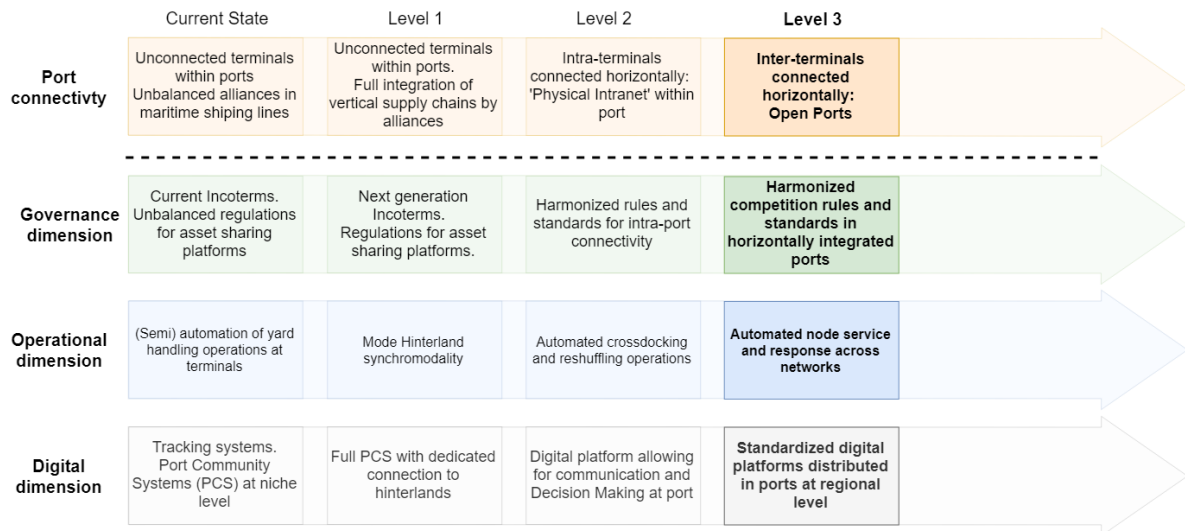 Current State
Level 1
Level 2
Level 3
Port
connectivty
Unconnected terminals
within ports
Unbalanced alliances in
maritime shiping lines
Unconnected terminals
within ports.
Full integration of
vertical supply chains by
alliances
Intra-terminals
connected horizontally:
'Physical Intranet' within
port
Inter-terminals
connected
horizontally:
Open Ports
Governance
dimension
Current Incoterms.
Unbalanced regulations
for asset sharing
platforms
Next generation
Incoterms.
Regulations for asset
sharing platforms.
Harmonized rules and
standards for intra-port
connectivity
Harmonized
competition rules and
standards in
horizontally integrated
ports
Operational
dimension
(Semi) automation of yard
handling operations at
terminals
Mode Hinterland
synchromodality
Automated crossdocking
and reshuffling operations
Automated node service
and response across
networks
Digital
dimension
Tracking systems.
Port Community
Systems (PCS) at niche
level
Full PCS with dedicated
connection to
hinterlands
Digital platform allowing
for communication and
Decision Making at port
Standardized digital
platforms distributed
in ports at regional
level